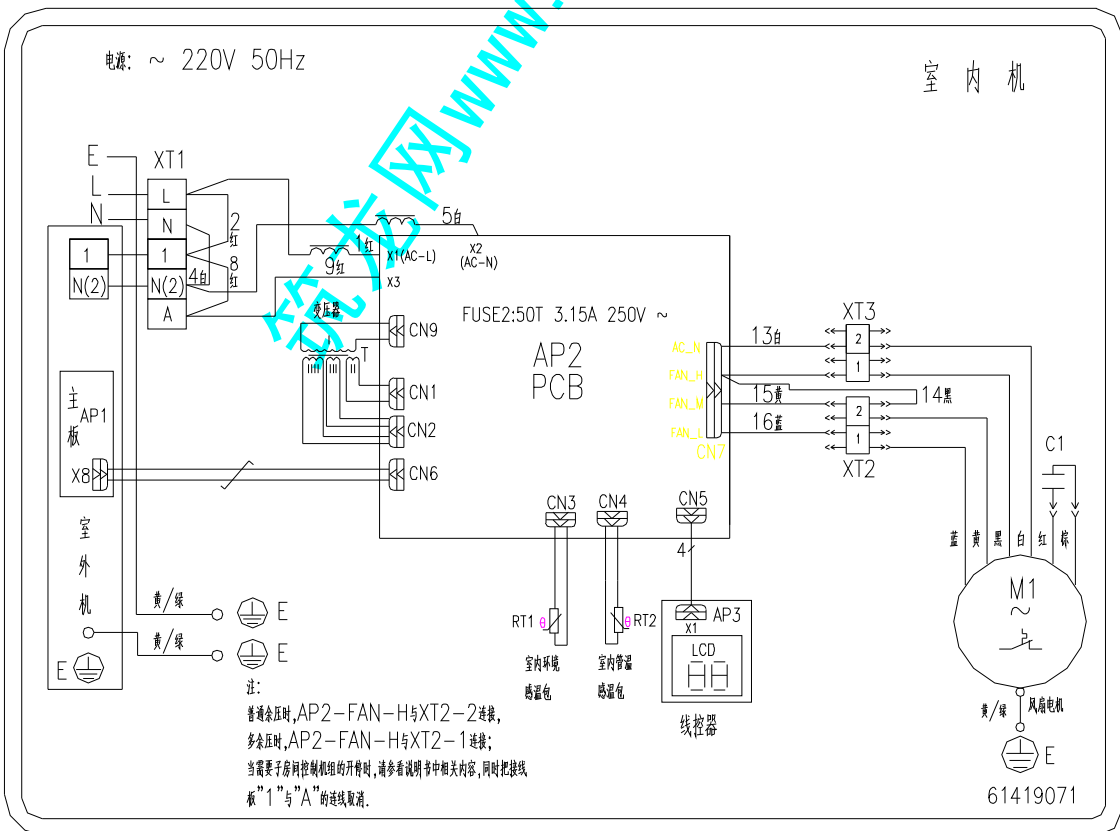 电源: ~ 220V 50Hz
室 内 机
筑龙网www.
E
L
N
XT1
L
N
1
N(2)
A
1
N(2)
2红
8红
4白
1红
9红
5白
X1(AC-L)
X2
(AC-N)
X3
变压器
T
FUSE2:50T 3.15A 250V ~
AP2
PCB
CN9
CN1
CN2
CN6
AC_N
FAN_H
FAN_M
FAN_L
CN7
13白
15黄
16蓝
14黑
XT3
2
1
2
1
XT2
C1
主板
AP1
X8
室外机
E
黄/绿
E
黄/绿
E
CN3
CN4
CN5
4
RT1 θ
θ RT2
室内环境
感温包
室内管温
感温包
AP3
X1
LCD
88
线控器
蓝 黄 黑 白 红 棕
M1
~
黄/绿
风扇电机
E
注:
普通余压时,AP2-FAN-H与XT2-2连接,
多余压时,AP2-FAN-H与XT2-1连接;
当需要子房间控制机组的开停时,请参看说明书中相关内容,同时把接线
板"1"与"A"的连线取消.
61419071